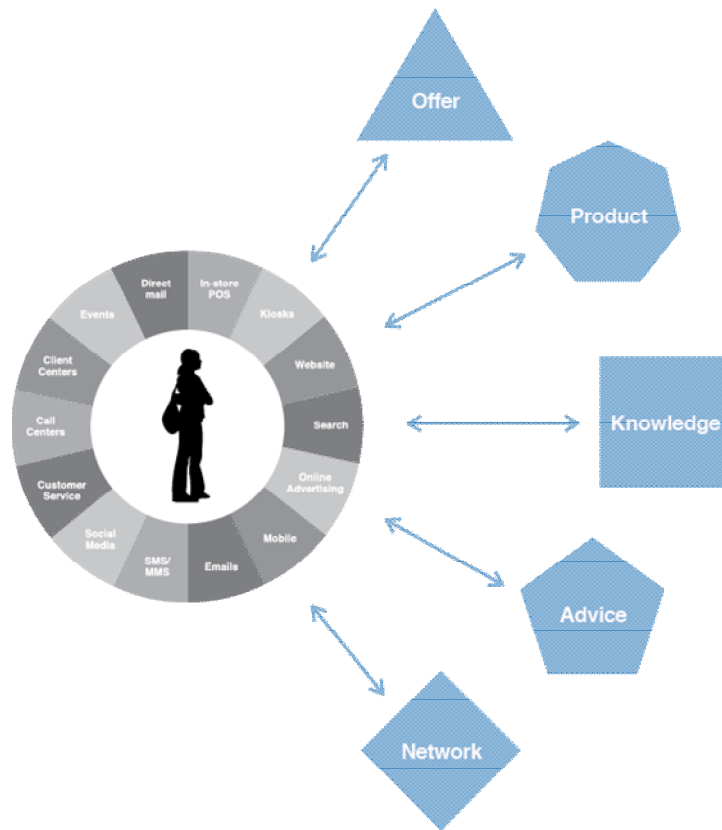 Offer
Product
Knowledge
Advice
Network
Direct
mail
In-store
POS
Kiosks
Website
Search
Online
Advertising
Mobile
Emails
SMS/
MMS
Social
Media
Customer
Service
Call
Centers
Client
Centers
Events